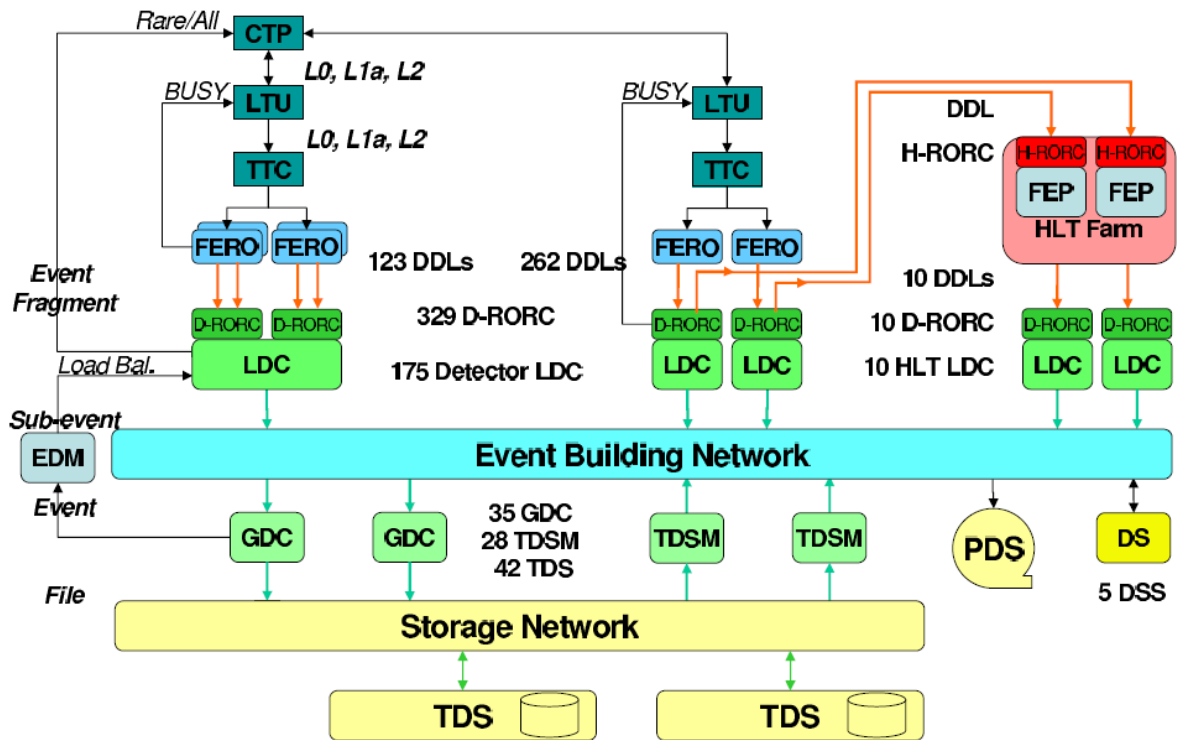 Rare/All
CTP
L0, L1a, L2
BUSY
LTU
BUSY
LTU
L0, L1a, L2
DDL
TTC
TTC
H-RORC
H-RORC
H-RORC
FEP
FEP
HLT Farm
FERO
FERO
FERO
FERO
123 DDLs
262 DDLs
Event
Fragment
10 DDLs
D-RORC
D-RORC
329 D-RORC
D-RORC
D-RORC
10 D-RORC
D-RORC
D-RORC
Load Bal.
LDC
175 Detector LDC
LDC
LDC
10 HLT LDC
LDC
LDC
Sub-event
EDM
Event Building Network
Event
35 GDC
GDC
GDC
28 TDSM
TDSM
TDSM
PDS
DS
42 TDS
File
5 DSS
Storage Network
TDS
TDS